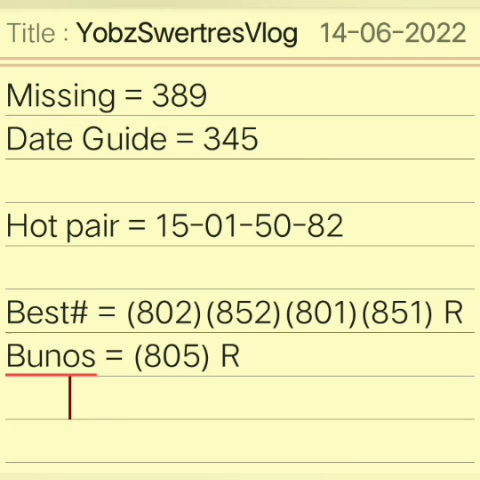 Title : YobzSwertresVlog 14-06-2022
Missing = 389
Date Guide = 345
Hot pair = 15-01-50-82
Best# = (802)(852)(801)(851) R
Bunos = (805) R